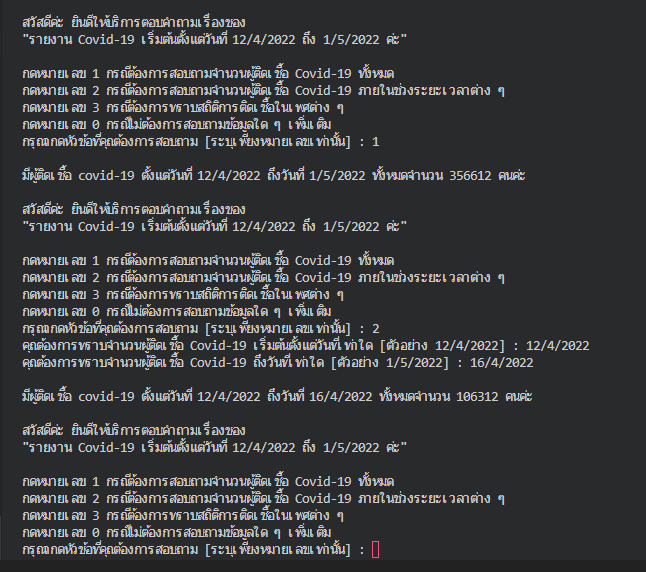 สวัสดีค่ะ ยินดีให้บริการตอบคำถามเรื่องของ
"รายงาน Covid-19 เริ่มต้นตั้งแต่วันที่ 12/4/2022 ถึง 1/5/2022 ค่ะ"
กดหมายเลข 1 กรณีต้องการสอบถามจำนวนผู้ติดเชื้อ Covid-19 ทั้งหมด
กดหมายเลข 2 กรณีต้องการสอบถามจำนวนผู้ติดเชื้อ Covid-19 ภายในช่วงระยะเวลาต่าง ๆ
กดหมายเลข 3 กรณีต้องการทราบสถิติการติดเชื้อในเพศต่าง ๆ
กดหมายเลข 0 กรณีไม่ต้องการสอบถามข้อมูลใด ๆ เพิ่มเติม
กรุณากดหัวข้อที่คุณต้องการสอบถาม [ระบุเพียงหมายเลขเท่านั้น] : 1
มีผู้ติดเชื้อ covid-19 ตั้งแต่วันที่ 12/4/2022 ถึงวันที่ 1/5/2022 ทั้งหมดจำนวน 356612 คนค่ะ
สวัสดีค่ะ ยินดีให้บริการตอบคำถามเรื่องของ
"รายงาน Covid-19 เริ่มต้นตั้งแต่วันที่ 12/4/2022 ถึง 1/5/2022 ค่ะ"
กดหมายเลข 1 กรณีต้องการสอบถามจำนวนผู้ติดเชื้อ Covid-19 ทั้งหมด
กดหมายเลข 2 กรณีต้องการสอบถามจำนวนผู้ติดเชื้อ Covid-19 ภายในช่วงระยะเวลาต่าง ๆ
กดหมายเลข 3 กรณีต้องการทราบสถิติการติดเชื้อในเพศต่าง ๆ
กดหมายเลข 0 กรณีไม่ต้องการสอบถามข้อมูลใด ๆ เพิ่มเติม
กรุณากดหัวข้อที่คุณต้องการสอบถาม [ระบุเพียงหมายเลขเท่านั้น] : 2
คุณต้องการทราบจำนวนผู้ติดเชื้อ Covid-19 เริ่มต้นตั้งแต่วันที่เท่าใด [ตัวอย่าง 12/4/2022] : 12/4/2022
คุณต้องการทราบจำนวนผู้ติดเชื้อ Covid-19 ถึงวันที่เท่าใด [ตัวอย่าง 1/5/2022] : 16/4/2022
มีผู้ติดเชื้อ covid-19 ตั้งแต่วันที่ 12/4/2022 ถึงวันที่ 16/4/2022 ทั้งหมดจำนวน 106312 คนค่ะ
สวัสดีค่ะ ยินดีให้บริการตอบคำถามเรื่องของ
"รายงาน Covid-19 เริ่มต้นตั้งแต่วันที่ 12/4/2022 ถึง 1/5/2022 ค่ะ"
กดหมายเลข 1 กรณีต้องการสอบถามจำนวนผู้ติดเชื้อ Covid-19 ทั้งหมด
กดหมายเลข 2 กรณีต้องการสอบถามจำนวนผู้ติดเชื้อ Covid-19 ภายในช่วงระยะเวลาต่าง ๆ
กดหมายเลข 3 กรณีต้องการทราบสถิติการติดเชื้อในเพศต่าง ๆ
กดหมายเลข 0 กรณีไม่ต้องการสอบถามข้อมูลใด ๆ เพิ่มเติม
กรุณากดหัวข้อที่คุณต้องการสอบถาม [ระบุเพียงหมายเลขเท่านั้น] :